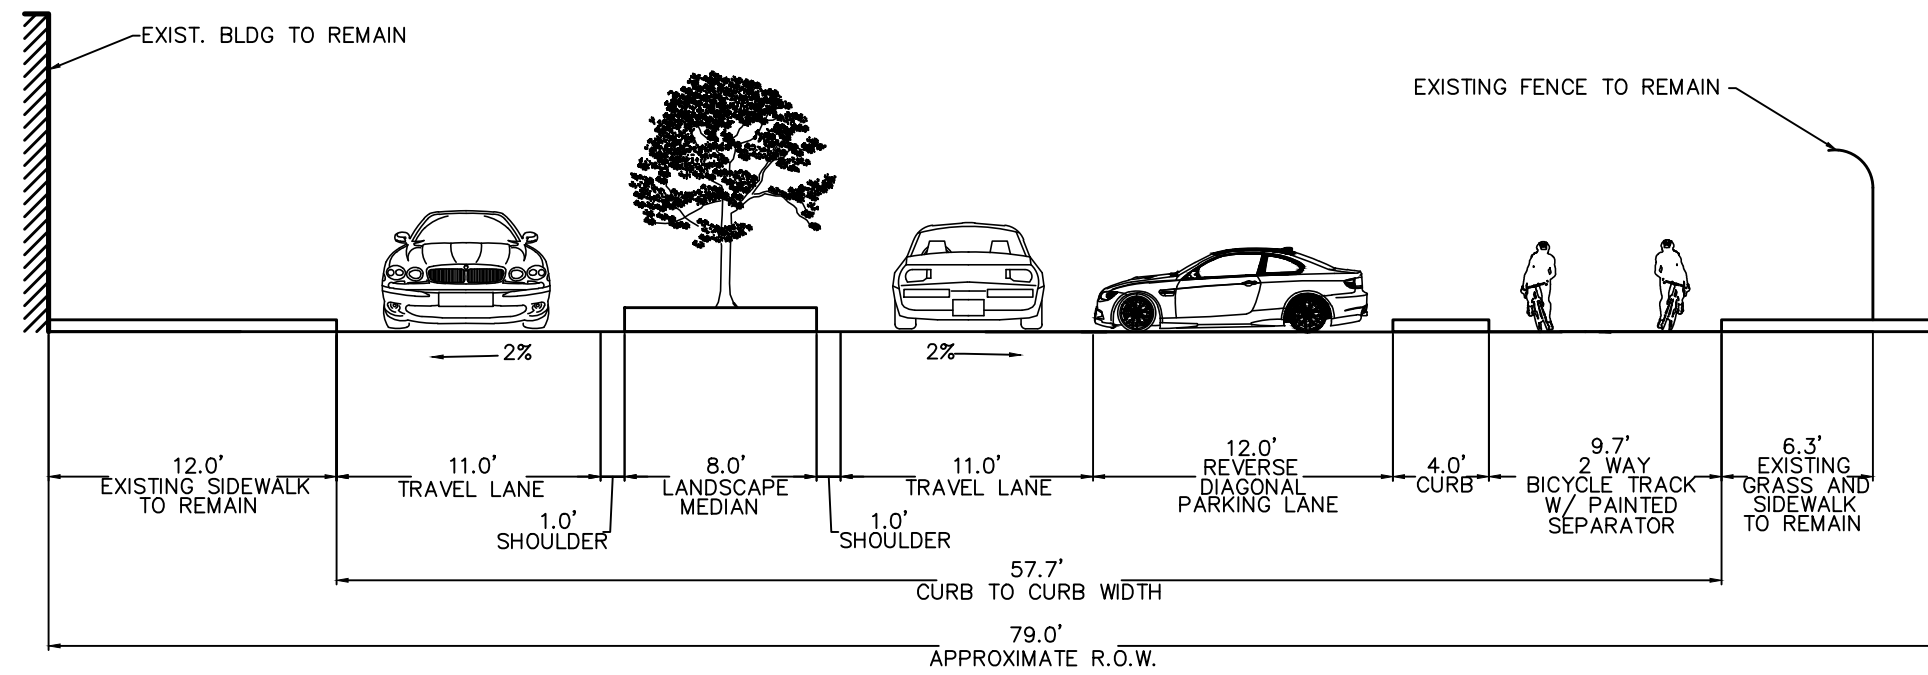 EXIST. BLDG TO REMAIN
EXISTING FENCE TO REMAIN
2%
2%
12.0'
EXISTING SIDEWALK
TO REMAIN
11.0'
TRAVEL LANE
1.0'
SHOULDER
8.0'
LANDSCAPE
MEDIAN
1.0'
SHOULDER
11.0'
TRAVEL LANE
12.0'
REVERSE
DIAGONAL
PARKING LANE
4.0'
CURB
9.7'
2 WAY
BICYCLE TRACK
W/ PAINTED
SEPARATOR
6.3'
EXISTING
GRASS AND
SIDEWALK
TO REMAIN
57.7'
CURB TO CURB WIDTH
79.0'
APPROXIMATE R.O.W.